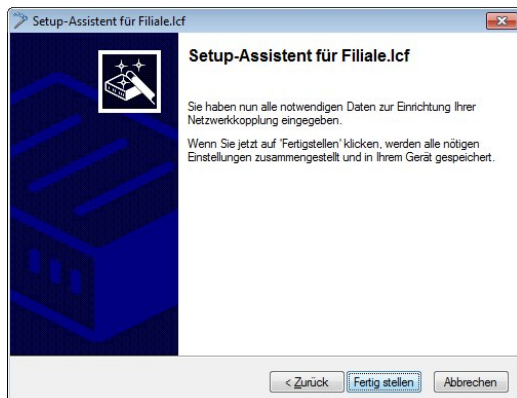 Setup-Assistent für Filiale.lcf
Setup-Assistent für Filiale.lcf
Sie haben nun alle notwendigen Daten zur Einrichtung Ihrer
Netzwerkkopplung eingegeben.
Wenn Sie jetzt auf 'Fertigstellen' klicken, werden alle nötigen
Einstellungen zusammengestellt und in Ihrem Gerät gespeichert.
< Zurück Fertig stellen Abbrechen